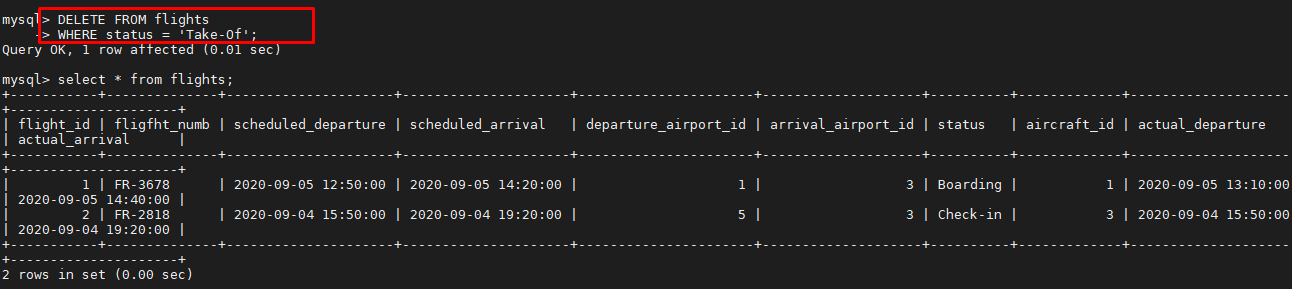 mysql> DELETE FROM flights
    -> WHERE status = 'Take-Of';
Query OK, 1 row affected (0.01 sec)

mysql> select * from flights;
+-----------+--------------+---------------------+---------------------+----------------------+--------------------+----------+-------------+---------------------
+---------------------+
| flight_id | fligfht_numb | scheduled_departure | scheduled_arrival   | departure_airport_id | arrival_airport_id | status   | aircraft_id | actual_departure
| actual_arrival      |
+-----------+--------------+---------------------+---------------------+----------------------+--------------------+----------+-------------+---------------------
+---------------------+
|         1 | FR-3678      | 2020-09-05 12:50:00 | 2020-09-05 14:20:00 |                    1 |                  3 | Boarding |           1 | 2020-09-05 13:10:00
| 2020-09-05 14:40:00 |
|         2 | FR-2818      | 2020-09-04 15:50:00 | 2020-09-04 19:20:00 |                    5 |                  3 | Check-in |           3 | 2020-09-04 15:50:00
| 2020-09-04 19:20:00 |
+-----------+--------------+---------------------+---------------------+----------------------+--------------------+----------+-------------+---------------------
+---------------------+
2 rows in set (0.00 sec)